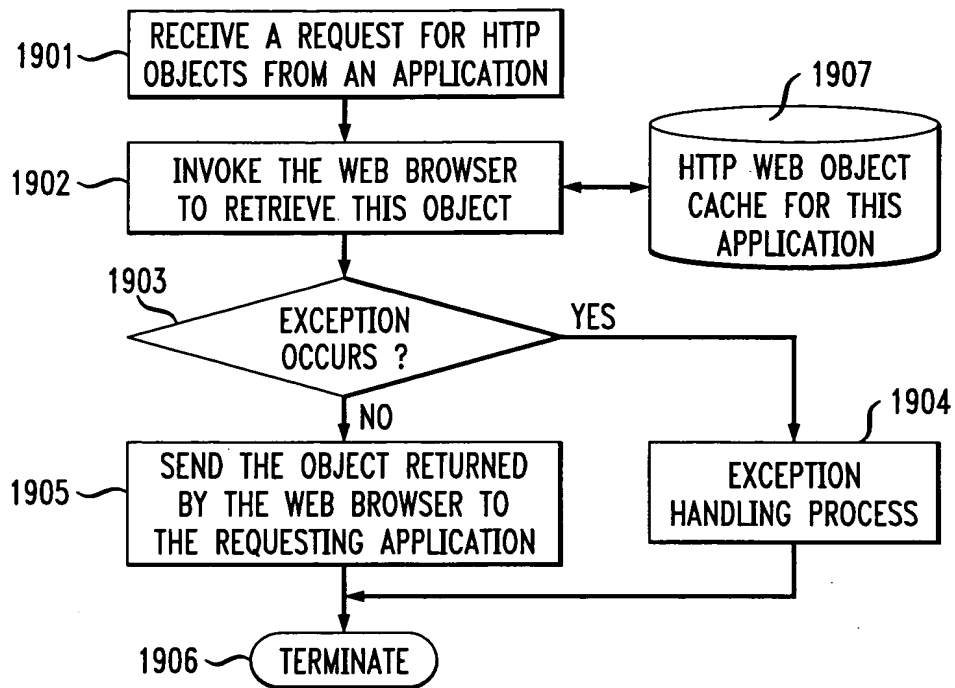 1901
RECEIVE A REQUEST FOR HTTP
OBJECTS FROM AN APPLICATION
1902
INVOKE THE WEB BROWSER
TO RETRIEVE THIS OBJECT
1907
HTTP WEB OBJECT
CACHE FOR THIS
APPLICATION
1903
EXCEPTION
OCCURS ?
YES
NO
1904
EXCEPTION
HANDLING PROCESS
1905
SEND THE OBJECT RETURNED
BY THE WEB BROWSER TO
THE REQUESTING APPLICATION
1906
TERMINATE